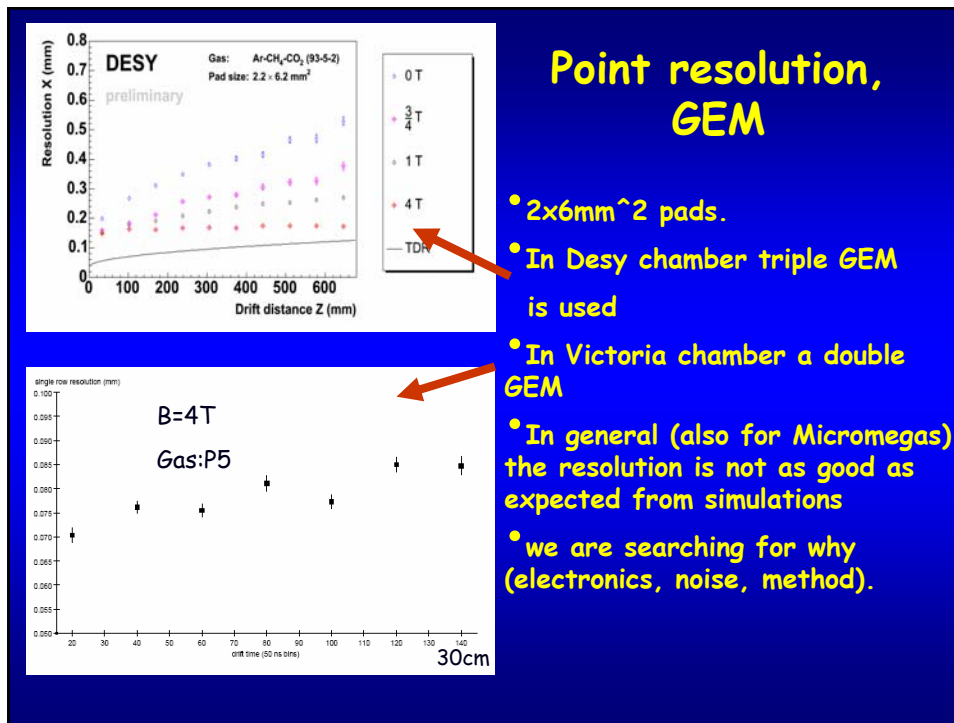 Point resolution,
GEM
DESY
preliminary
Gas: Ar-CH₄-CO₂ (93-5-2)
Pad size: 2.2 × 6.2 mm²
Resolution X (mm)
0.8
0.7
0.6
0.5
0.4
0.3
0.2
0.1
0
0 100 200 300 400 500 600
Drift distance Z (mm)
0 T
3/4 T
1 T
4 T
TDR
•2x6mm^2 pads.
•In Desy chamber triple GEM
is used
•In Victoria chamber a double
GEM
•In general (also for Micromegas)
the resolution is not as good as
expected from simulations
•we are searching for why
(electronics, noise, method).
single row resolution (mm)
0.100
0.095
0.090
0.085
0.080
0.075
0.070
0.065
0.060
0.055
0.050
B=4T
Gas:P5
20 30 40 50 60 70 80 90 100 110 120 130 140
drift time (50 ns bins)
30cm